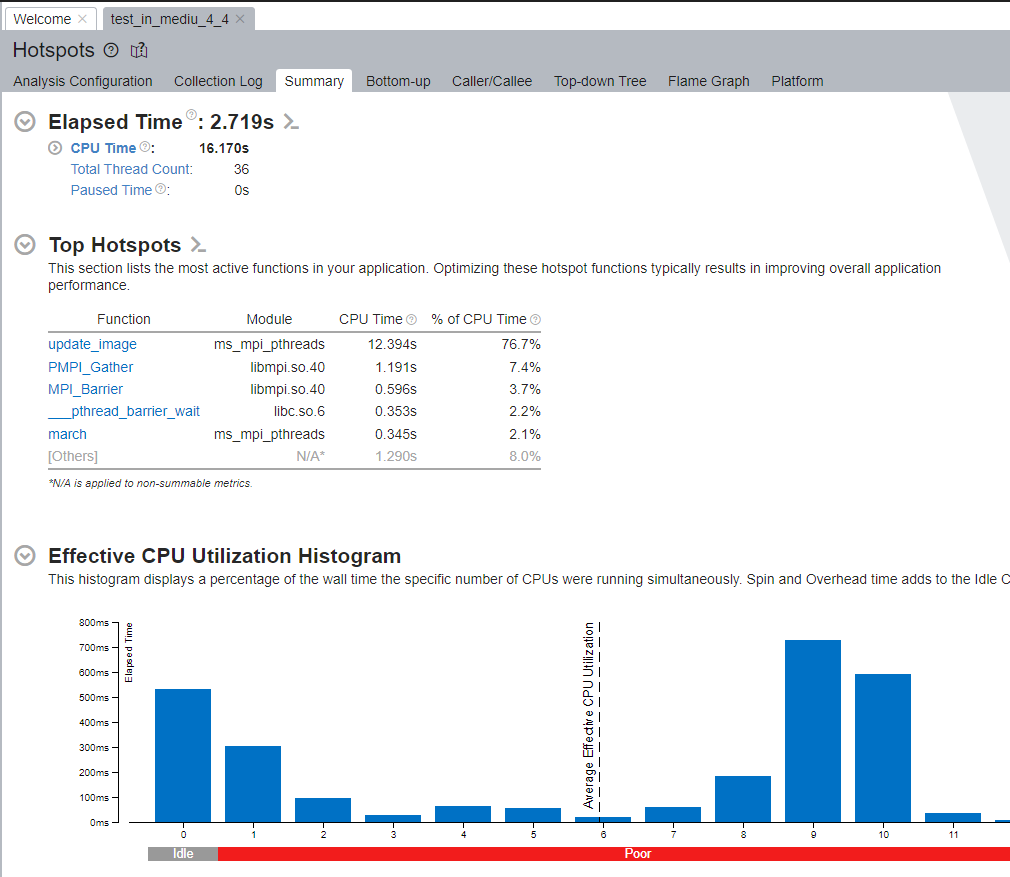 Welcome
test_in_mediu_4_4
Hotspots
Analysis Configuration Collection Log Summary Bottom-up Caller/Callee Top-down Tree Flame Graph Platform
Elapsed Time: 2.719s
CPU Time: 16.170s
Total Thread Count: 36
Paused Time: 0s
Top Hotspots
This section lists the most active functions in your application. Optimizing these hotspot functions typically results in improving overall application
performance.
Function Module CPU Time % of CPU Time
update_image ms_mpi_pthreads 12.394s 76.7%
PMPI_Gather libmpi.so.40 1.191s 7.4%
MPI_Barrier libmpi.so.40 0.596s 3.7%
___pthread_barrier_wait libc.so.6 0.353s 2.2%
march ms_mpi_pthreads 0.345s 2.1%
[Others] N/A* 1.290s 8.0%
*N/A is applied to non-summable metrics.
Effective CPU Utilization Histogram
This histogram displays a percentage of the wall time the specific number of CPUs were running simultaneously. Spin and Overhead time adds to the Idle C
800ms
700ms
600ms
500ms
400ms
300ms
200ms
100ms
0ms
Elapsed Time
Average Effective CPU Utilization
0 1 2 3 4 5 6 7 8 9 10 11
Idle Poor